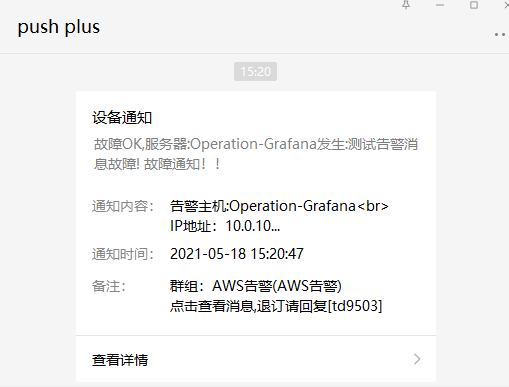 push plus
15:20
设备通知
故障OK,服务器:Operation-Grafana发生:测试告警消
息故障! 故障通知！!
通知内容： 告警主机:Operation-Grafana<br>
IP地址：10.0.10...
通知时间： 2021-05-18 15:20:47
备注： 群组：AWS告警(AWS告警)
点击查看消息,退订请回复[td9503]
查看详情